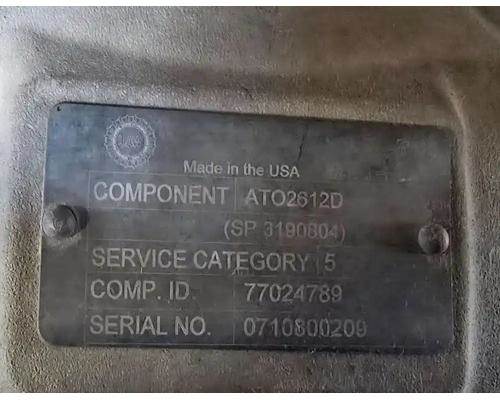 Made in the USA
COMPONENT ATO2612D
(SP 3190804)
SERVICE CATEGORY 5
COMP. ID. 77024789
SERIAL NO. 0710800209